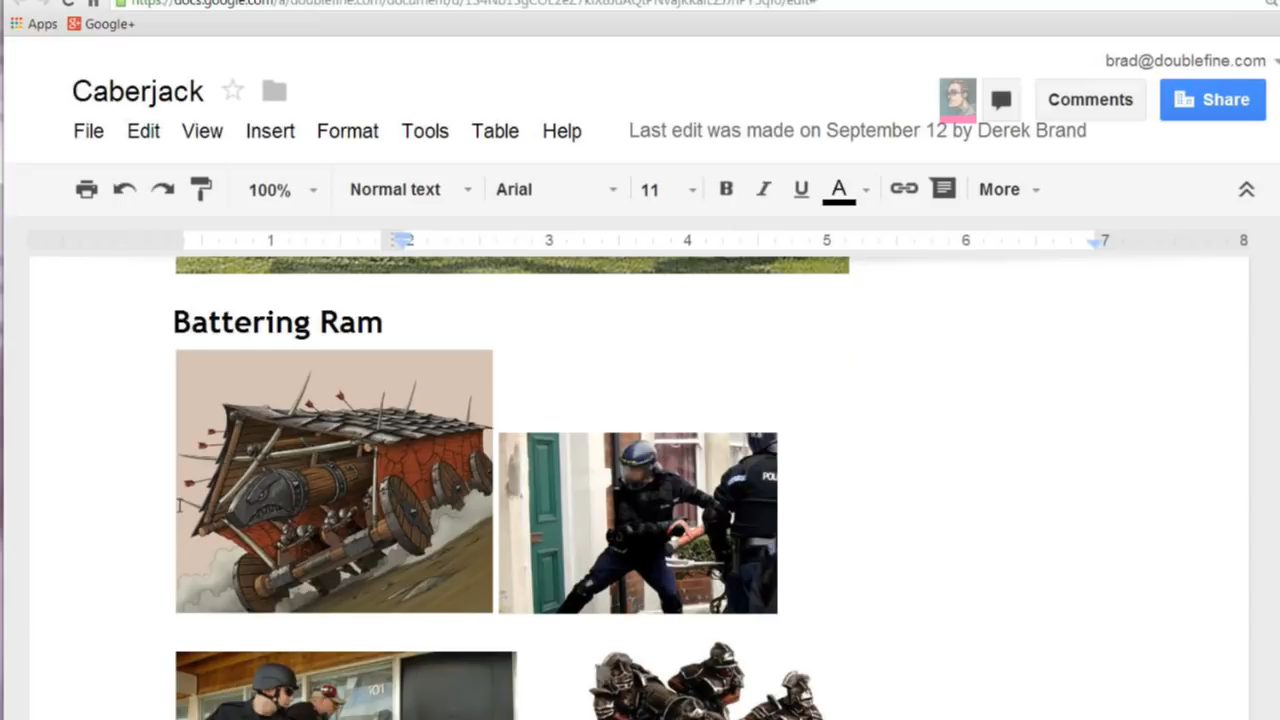 Apps Google+
brad@doublefine.com
Caberjack
Comments Share
File Edit View Insert Format Tools Table Help Last edit was made on September 12 by Derek Brand
100% Normal text Arial 11 B I U A More
1 2 3 4 5 6 7 8
Battering Ram
101